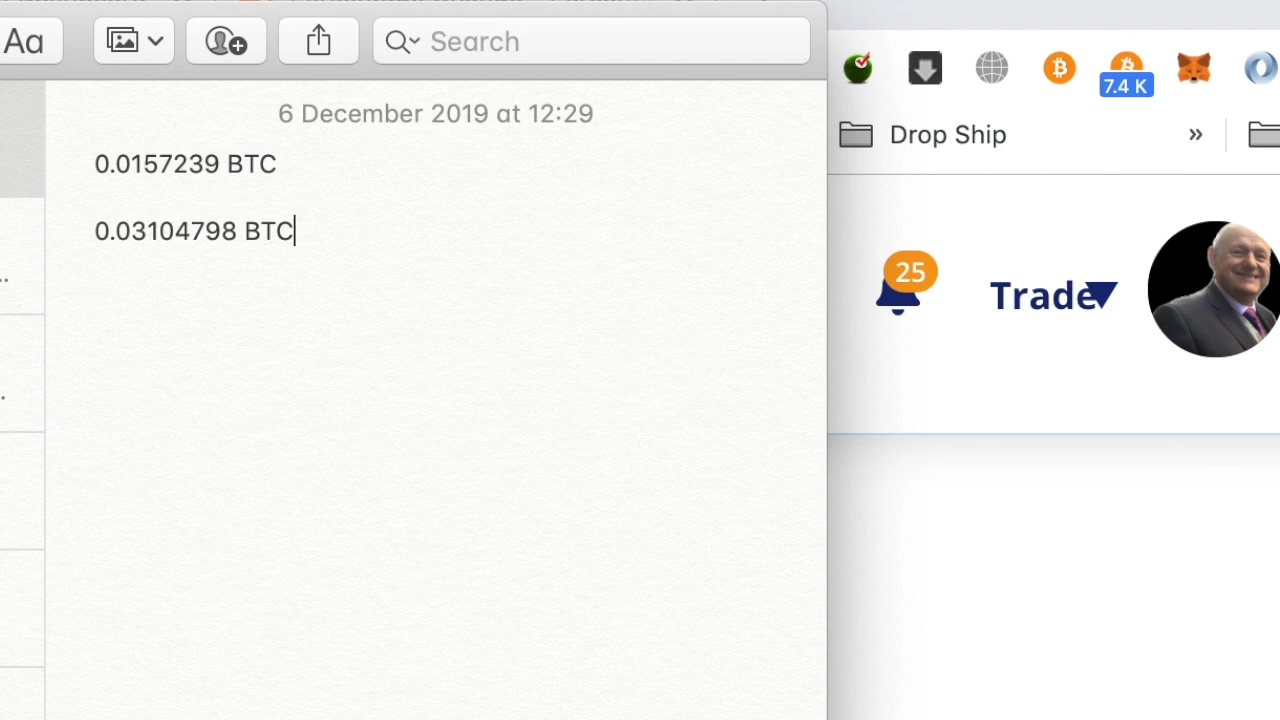 Aa
Search
6 December 2019 at 12:29
0.0157239 BTC
0.03104798 BTC
7.4 K
Drop Ship
»
25
Trade